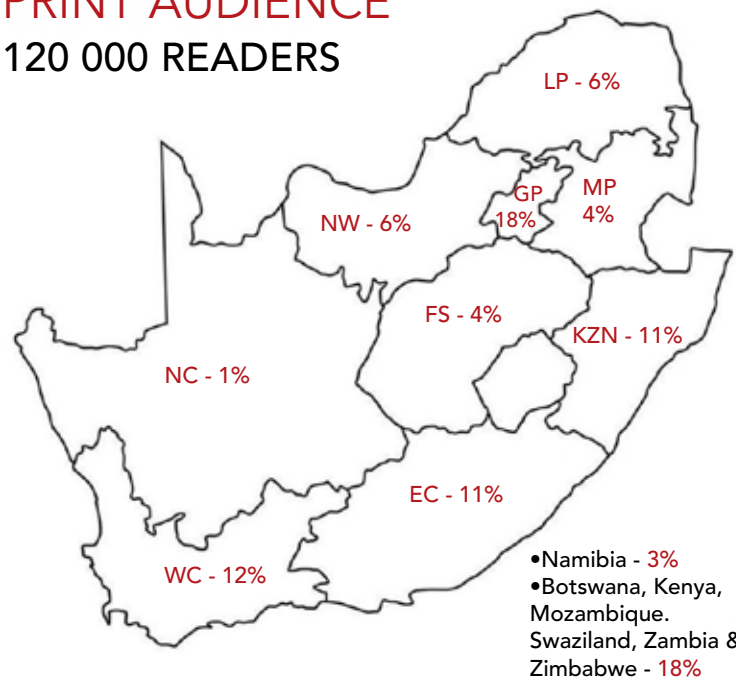 PRINT AUDIENCE
120 000 READERS
LP - 6%
MP
4%
GP
18%
NW - 6%
FS - 4%
KZN - 11%
NC - 1%
EC - 11%
WC - 12%
•Namibia - 3%
•Botswana, Kenya,
Mozambique.
Swaziland, Zambia &
Zimbabwe - 18%